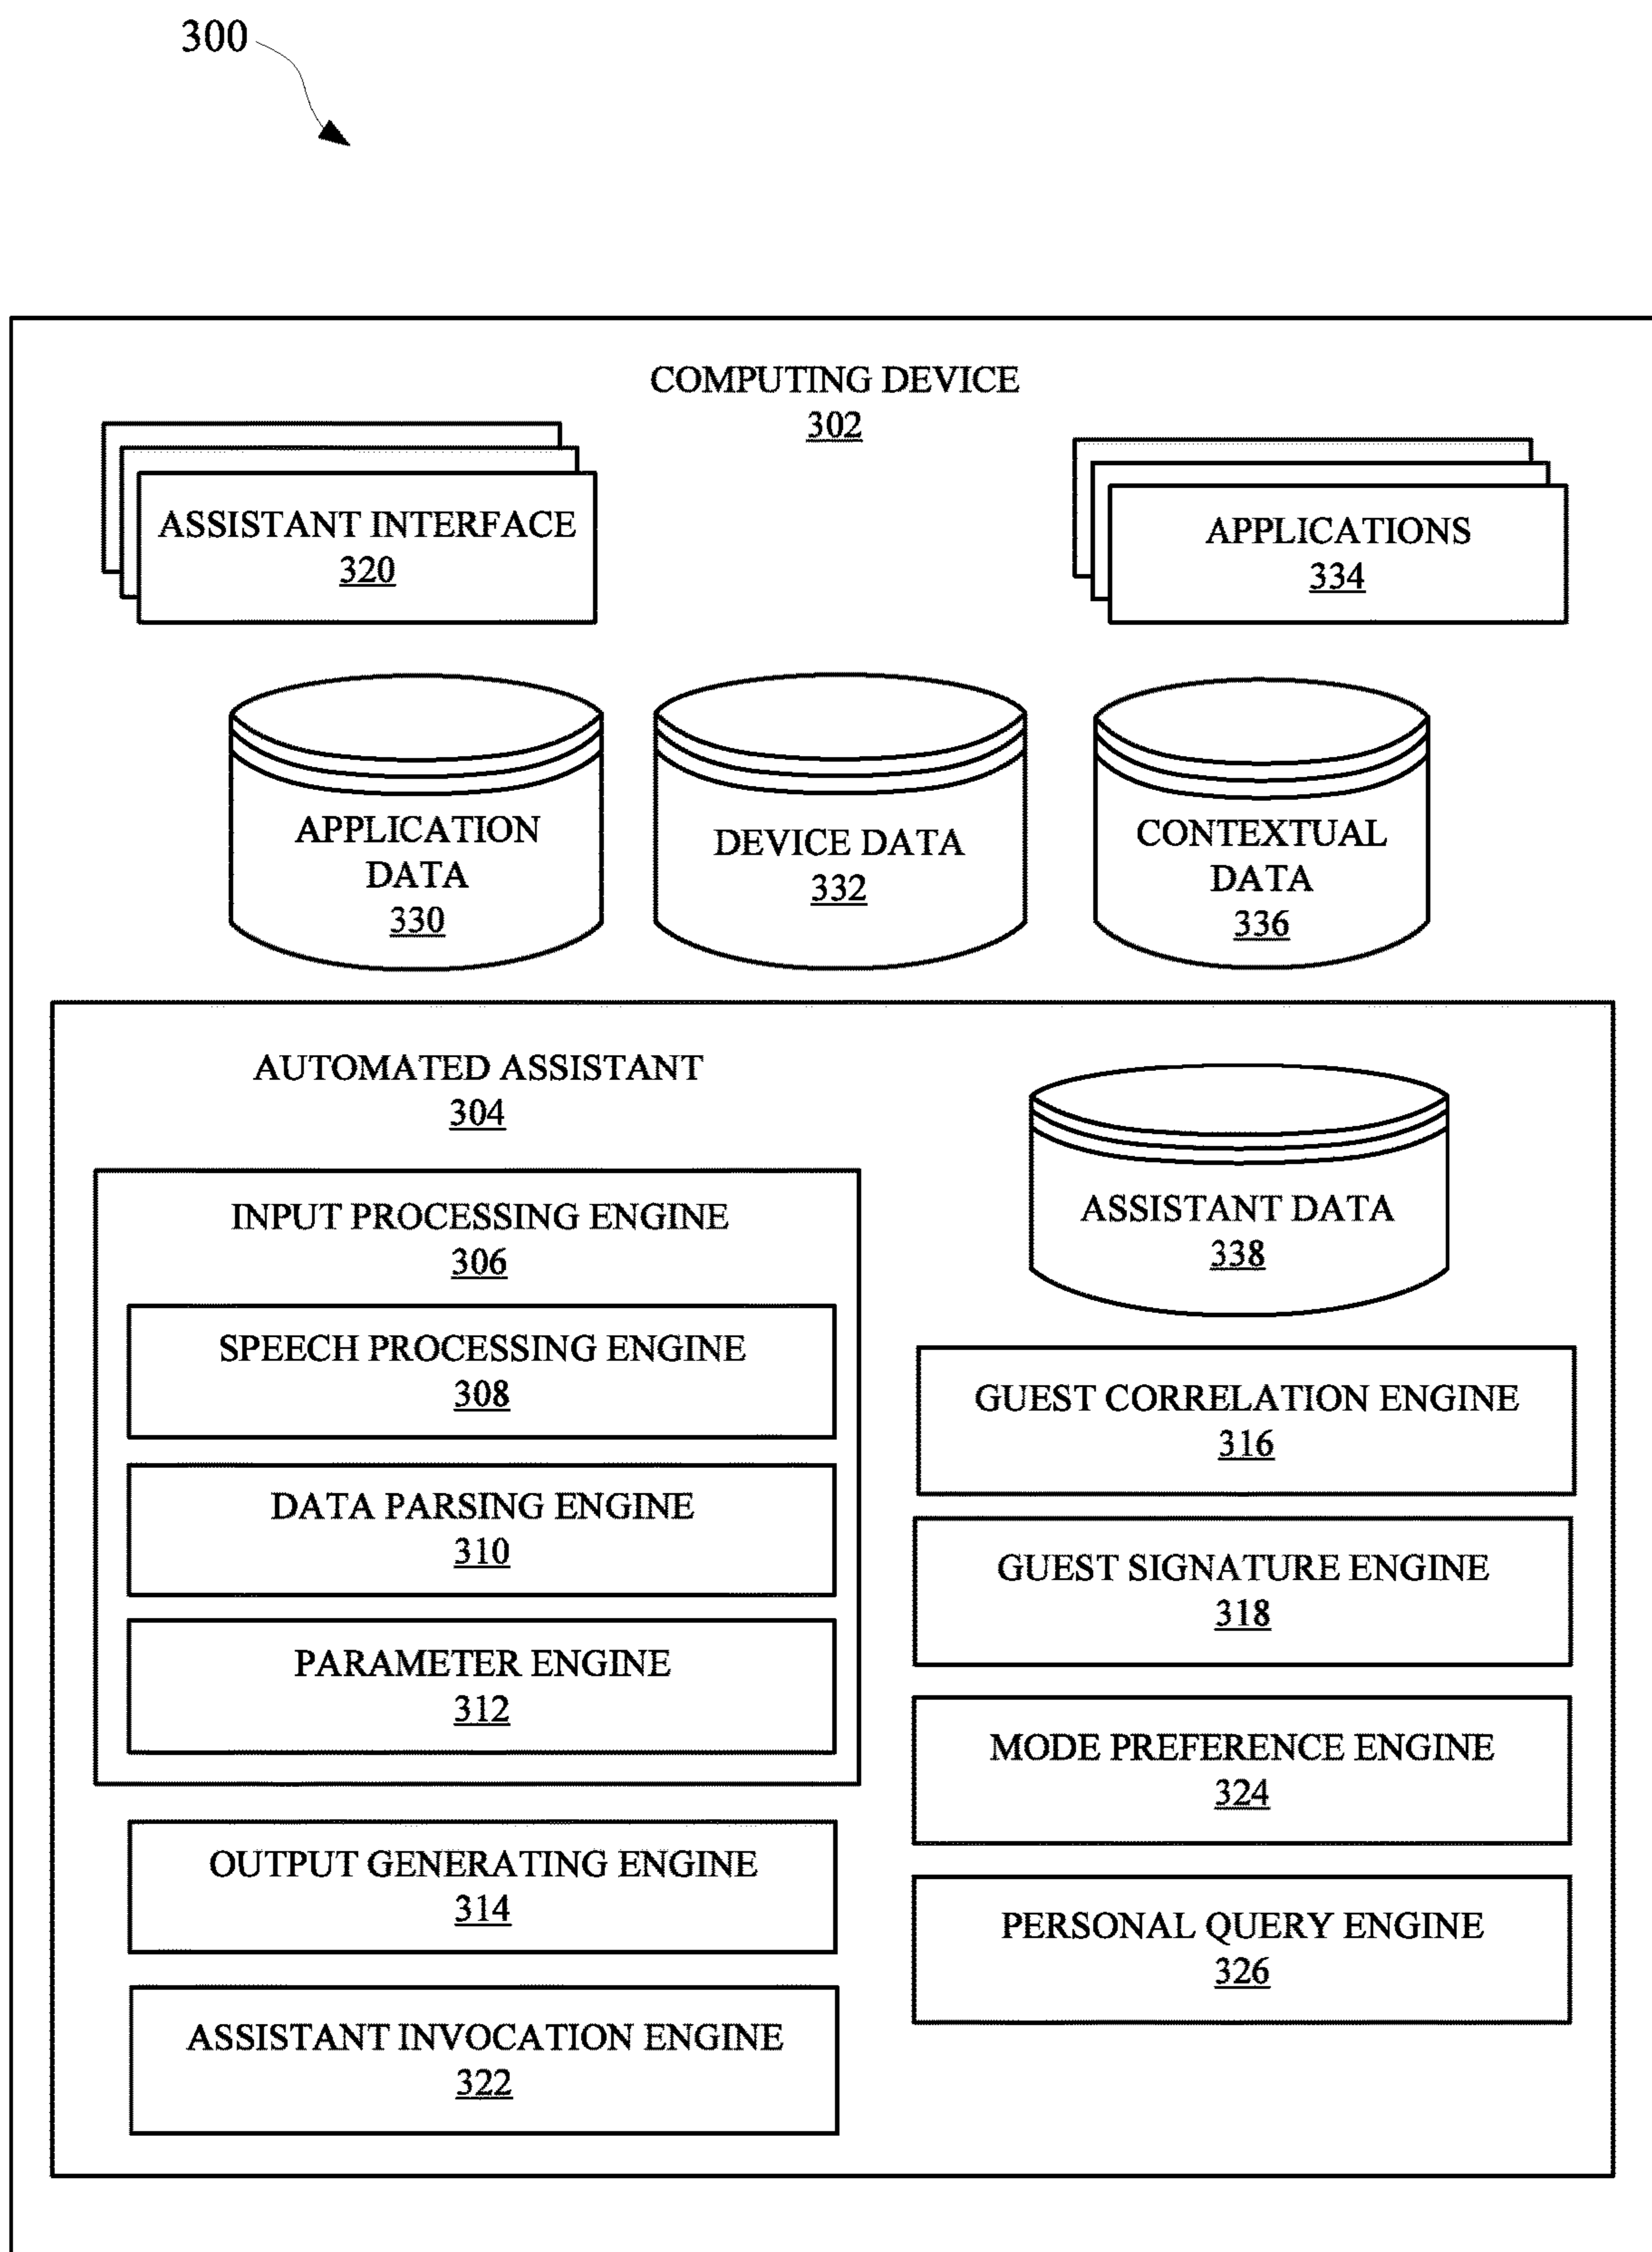 300
COMPUTING DEVICE
302
ASSISTANT INTERFACE
320
APPLICATIONS
334
APPLICATION
DATA
330
DEVICE DATA
332
CONTEXTUAL
DATA
336
AUTOMATED ASSISTANT
304
INPUT PROCESSING ENGINE
306
SPEECH PROCESSING ENGINE
308
DATA PARSING ENGINE
310
PARAMETER ENGINE
312
OUTPUT GENERATING ENGINE
314
ASSISTANT INVOCATION ENGINE
322
ASSISTANT DATA
338
GUEST CORRELATION ENGINE
316
GUEST SIGNATURE ENGINE
318
MODE PREFERENCE ENGINE
324
PERSONAL QUERY ENGINE
326